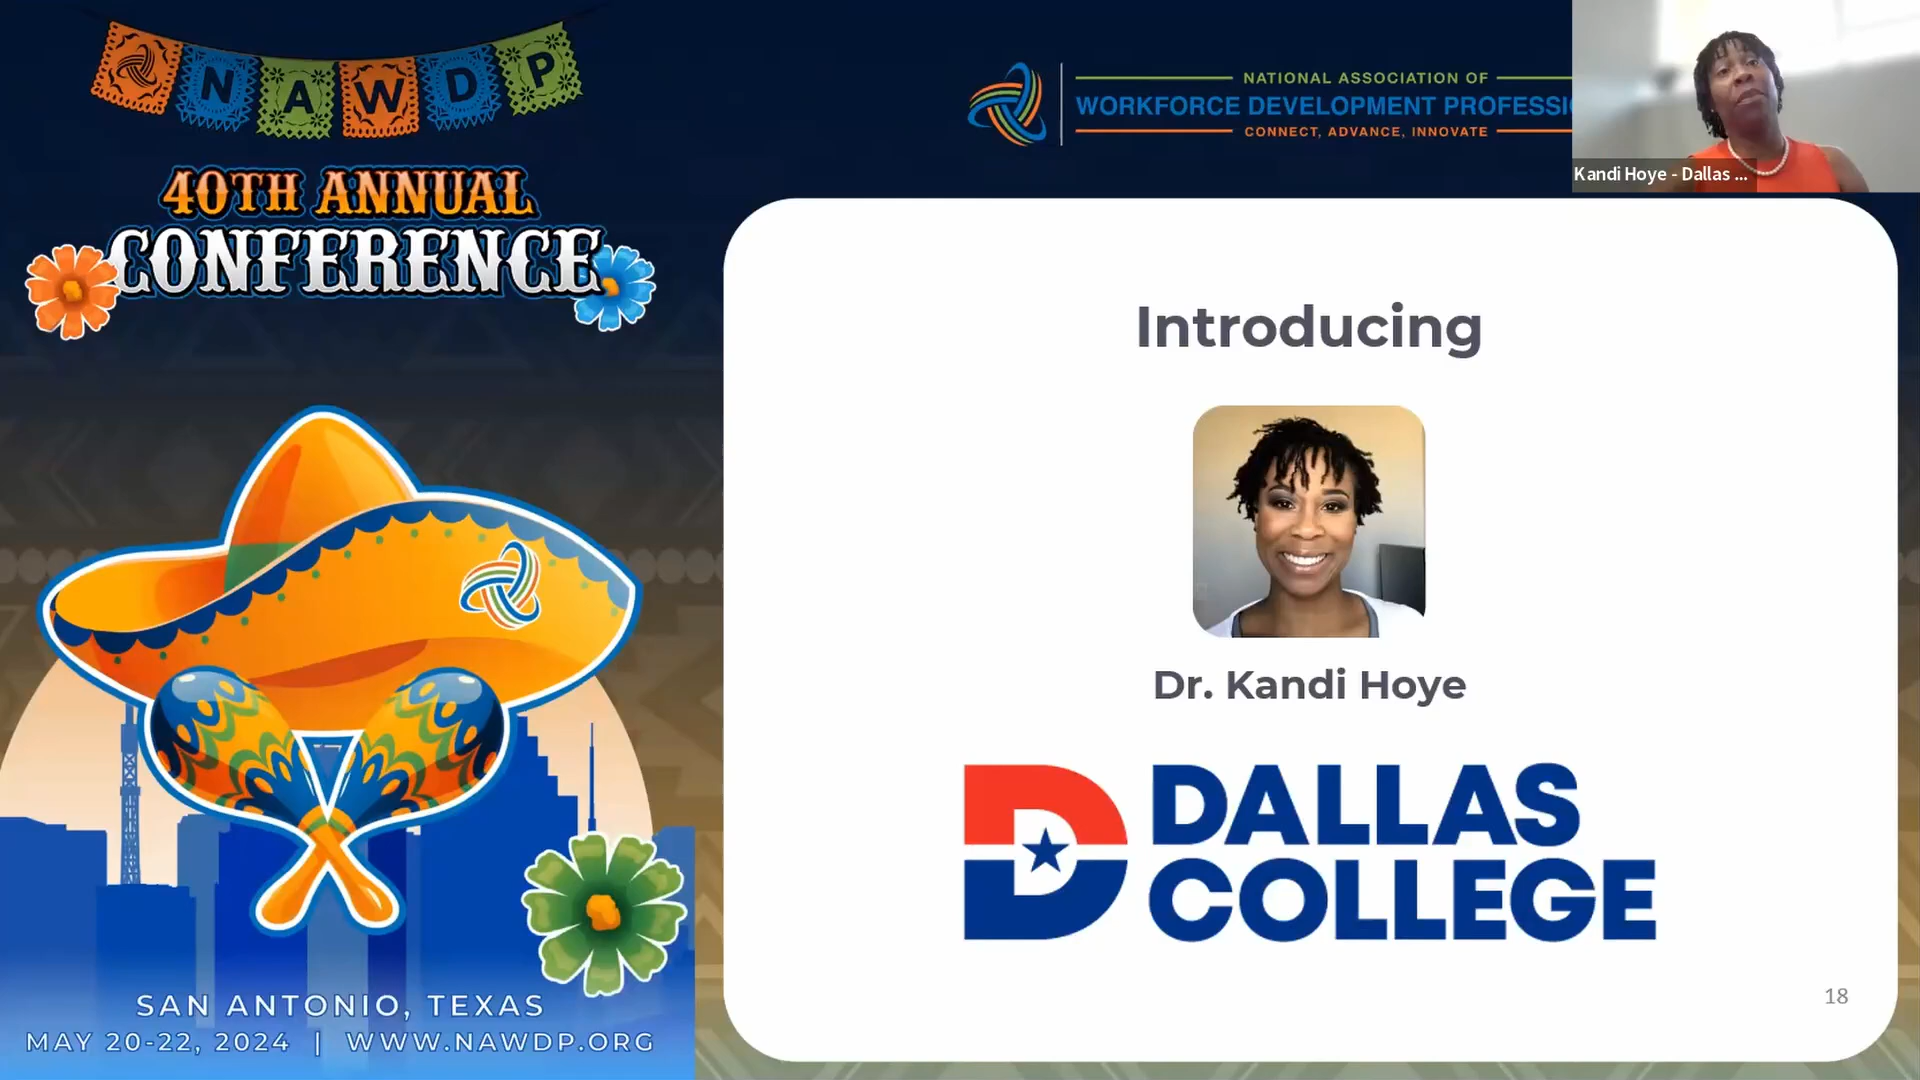 NAWDP
40TH ANNUAL
CONFERENCE
SAN ANTONIO, TEXAS
MAY 20-22, 2024 | WWW.NAWDP.ORG
NATIONAL ASSOCIATION OF
WORKFORCE DEVELOPMENT PROFESSI
CONNECT, ADVANCE, INNOVATE
Kandi Hoye - Dallas ...
Introducing
Dr. Kandi Hoye
DALLAS
COLLEGE
18